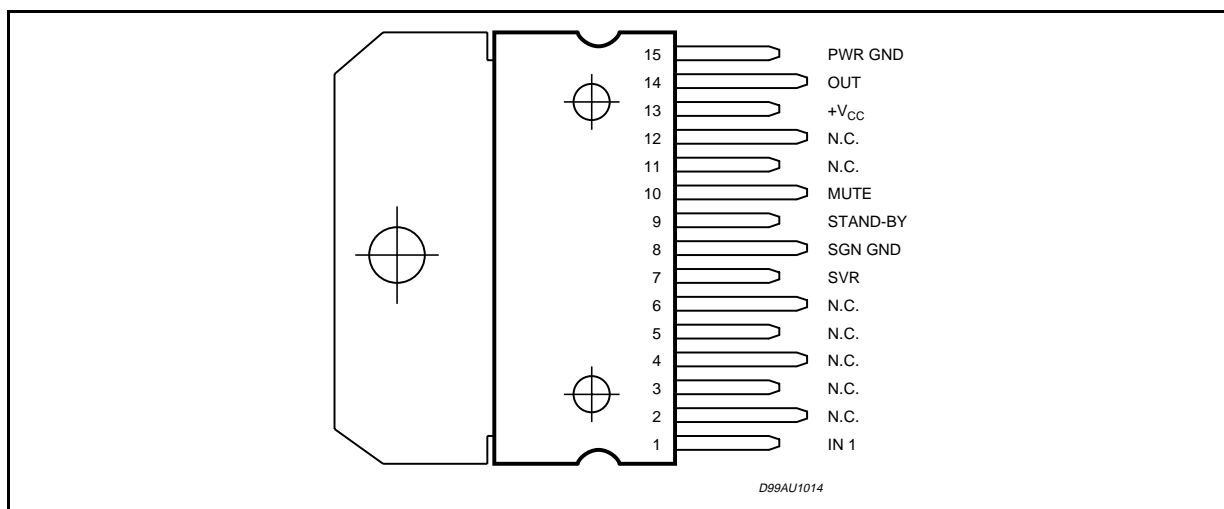 15 PWR GND
14 OUT
13 +VCC
12 N.C.
11 N.C.
10 MUTE
9 STAND-BY
8 SGN GND
7 SVR
6 N.C.
5 N.C.
4 N.C.
3 N.C.
2 N.C.
1 IN 1
D99AU1014